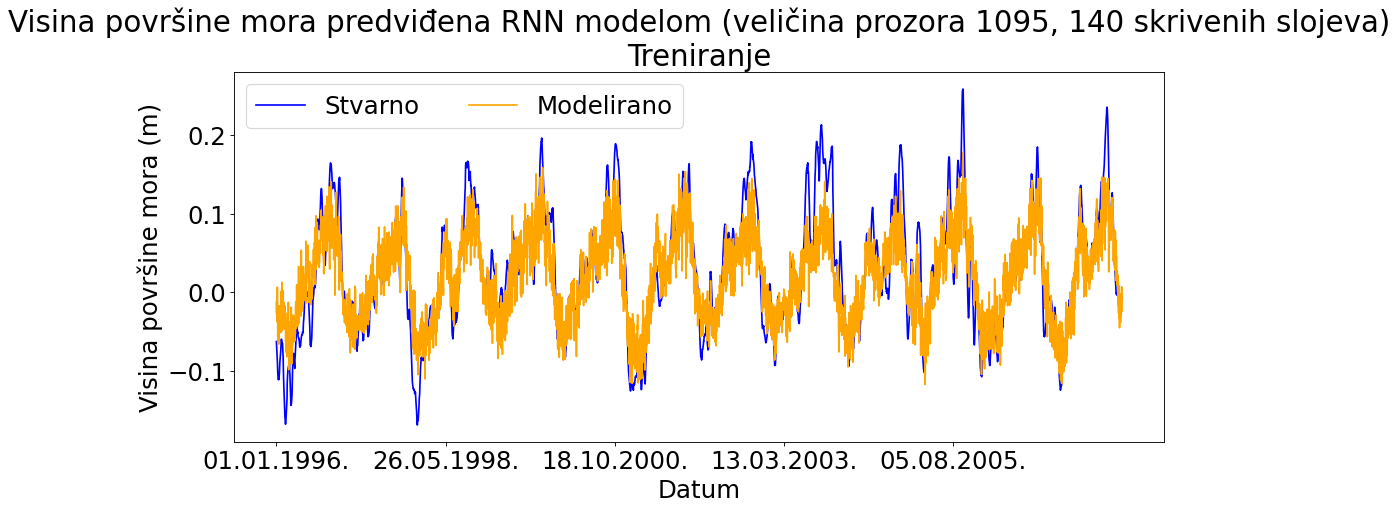 Visina površine mora predviđena RNN modelom (veličina prozora 1095, 140 skrivenih slojeva)
Treniranje
Stvarno
Modelirano
Visina površine mora (m)
0.2
0.1
0.0
−0.1
01.01.1996.
26.05.1998.
18.10.2000.
13.03.2003.
05.08.2005.
Datum